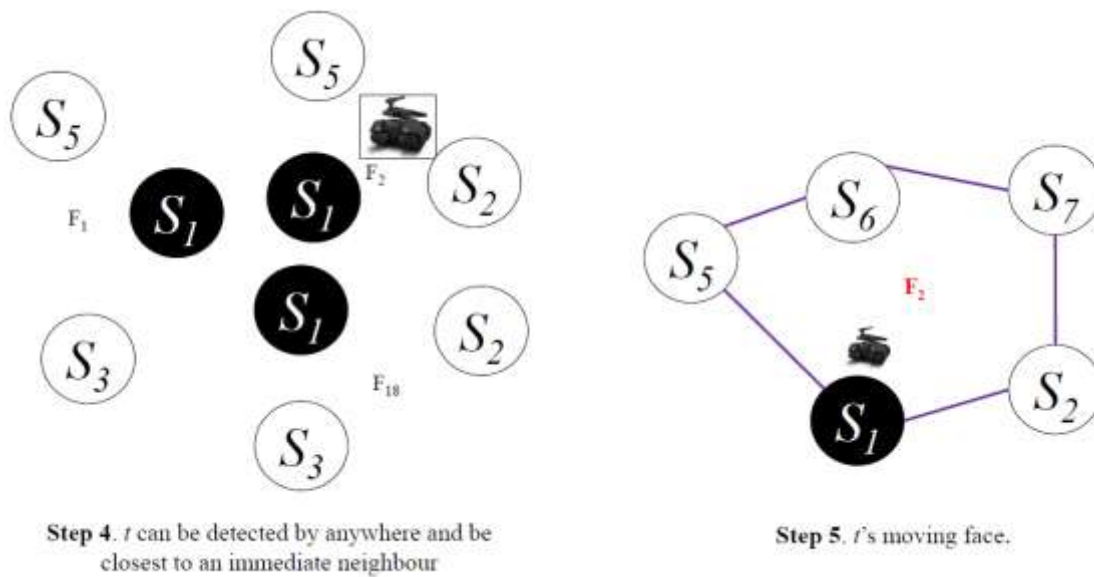 S5
S5
F2
S2
S1
S1
F1
S1
S2
S3
F18
S3
Step 4. t can be detected by anywhere and be
closest to an immediate neighbour
S6
S7
S5
F2
S2
S1
Step 5. t's moving face.